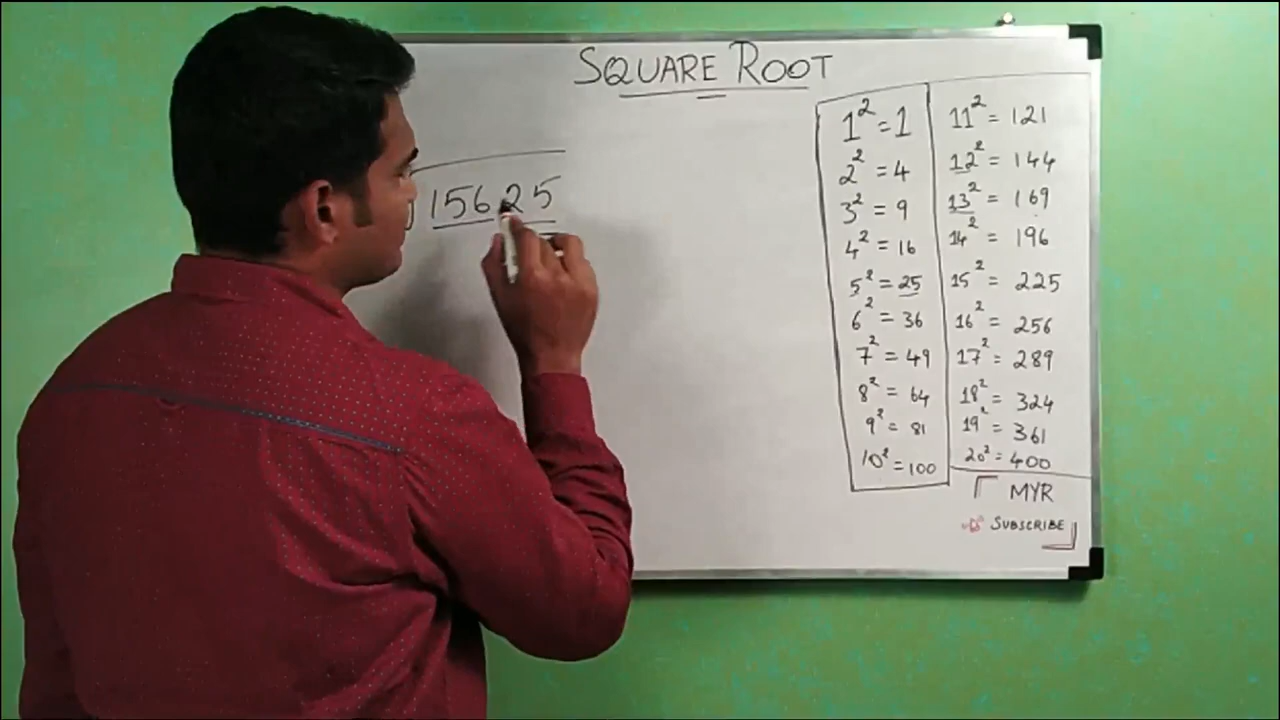 SQUARE ROOT
15625
1² = 1
2² = 4
3² = 9
4² = 16
5² = 25
6² = 36
7² = 49
8² = 64
9² = 81
10² = 100
11² = 121
12² = 144
13² = 169
14² = 196
15² = 225
16² = 256
17² = 289
18² = 324
19² = 361
20² = 400
MYR
SUBSCRIBE